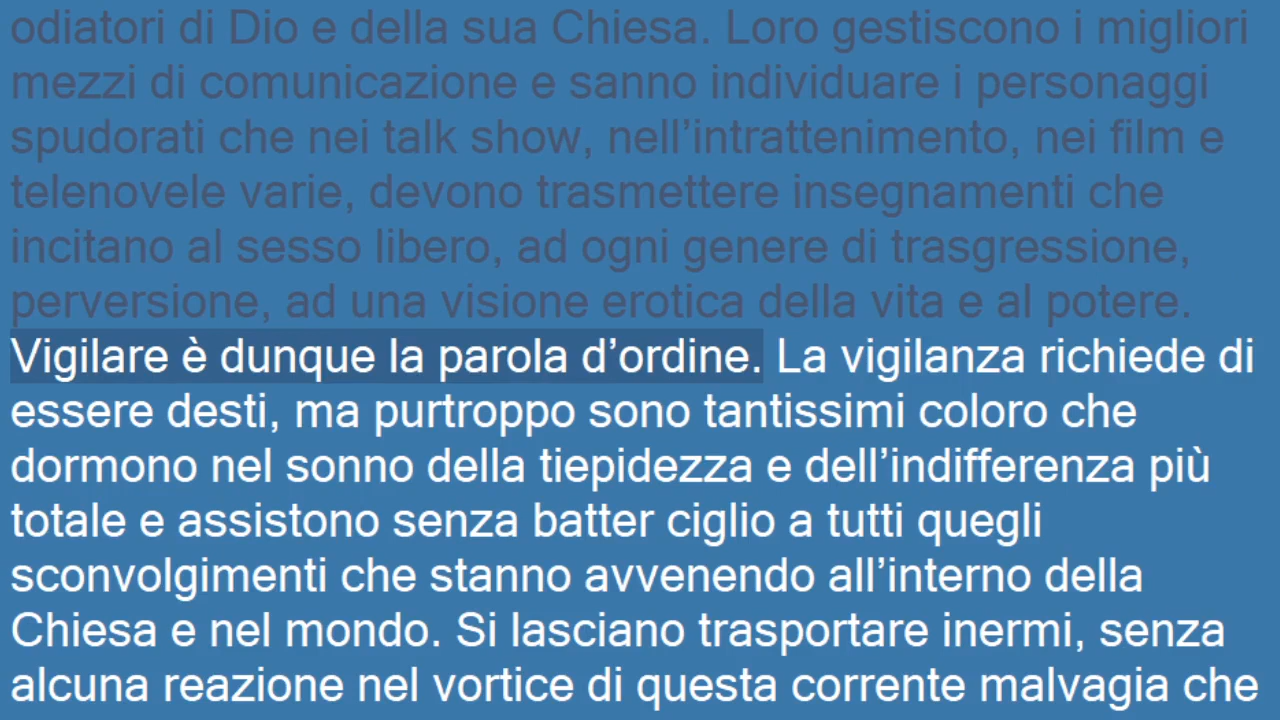 odiatori di Dio e della sua Chiesa. Loro gestiscono i migliori
mezzi di comunicazione e sanno individuare i personaggi
spudorati che nei talk show, nell’intrattenimento, nei film e
telenovele varie, devono trasmettere insegnamenti che
incitano al sesso libero, ad ogni genere di trasgressione,
perversione, ad una visione erotica della vita e al potere.
Vigilare è dunque la parola d’ordine. La vigilanza richiede di
essere desti, ma purtroppo sono tantissimi coloro che
dormono nel sonno della tiepidezza e dell’indifferenza più
totale e assistono senza batter ciglio a tutti quegli
sconvolgimenti che stanno avvenendo all’interno della
Chiesa e nel mondo. Si lasciano trasportare inermi, senza
alcuna reazione nel vortice di questa corrente malvagia che